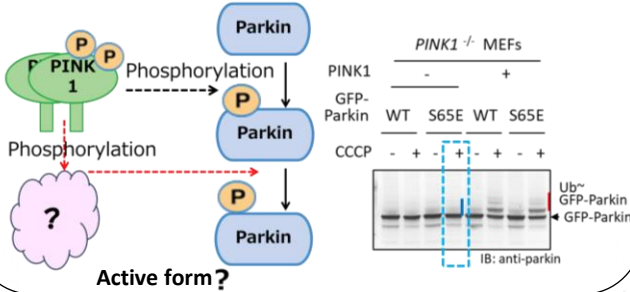 Parkin
P
P
P
PINK
1
Phosphorylation
P
Parkin
Phosphorylation
?
P
Parkin
Active form?
PINK1 -/- MEFs
PINK1 - +
GFP-
Parkin WT S65E WT S65E
CCCP - + - + - + - +
Ub~
GFP-Parkin
GFP-Parkin
IB: anti-parkin